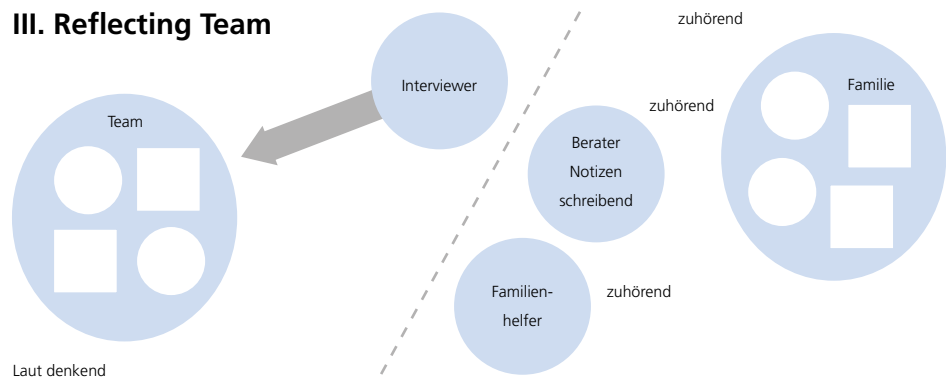 III. Reflecting Team
zuhörend
Interviewer
Familie
zuhörend
Team
Berater
Notizen
schreibend
Familien-
helfer
zuhörend
Laut denkend